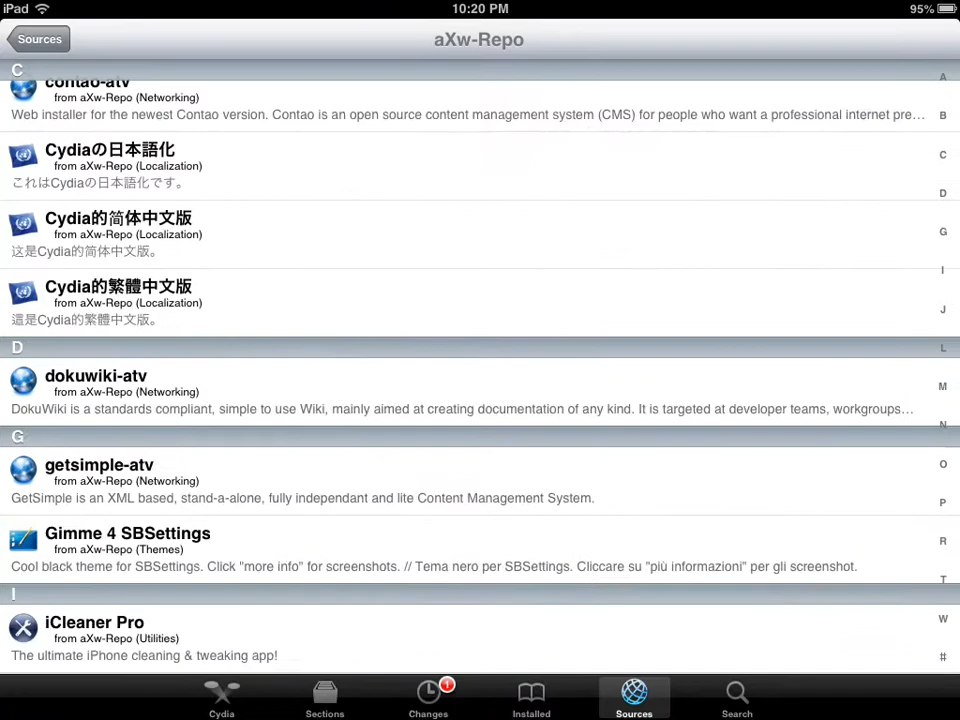 iPad
10:20 PM
95%
Sources
aXw-Repo
C
contao-atv
from aXw-Repo (Networking)
Web installer for the newest Contao version. Contao is an open source content management system (CMS) for people who want a professional internet pre…
Cydiaの日本語化
from aXw-Repo (Localization)
これはCydiaの日本語化です。
Cydia的简体中文版
from aXw-Repo (Localization)
这是Cydia的简体中文版。
Cydia的繁體中文版
from aXw-Repo (Localization)
這是Cydia的繁體中文版。
D
dokuwiki-atv
from aXw-Repo (Networking)
DokuWiki is a standards compliant, simple to use Wiki, mainly aimed at creating documentation of any kind. It is targeted at developer teams, workgroups…
G
getsimple-atv
from aXw-Repo (Networking)
GetSimple is an XML based, stand-a-alone, fully independant and lite Content Management System.
Gimme 4 SBSettings
from aXw-Repo (Themes)
Cool black theme for SBSettings. Click "more info" for screenshots. // Tema nero per SBSettings. Cliccare su "più informazioni" per gli screenshot.
I
iCleaner Pro
from aXw-Repo (Utilities)
The ultimate iPhone cleaning & tweaking app!
A
B
C
D
G
I
J
L
M
N
O
P
R
T
W
#
1
Cydia
Sections
Changes
Installed
Sources
Search